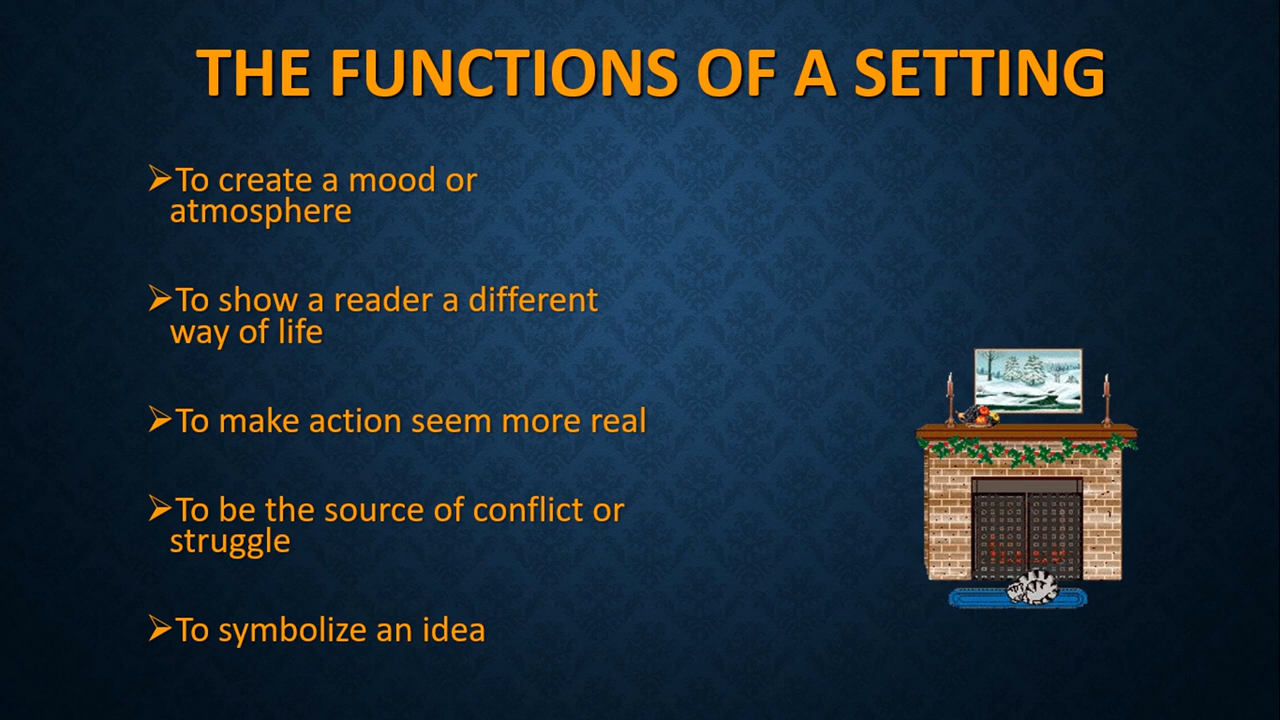 THE FUNCTIONS OF A SETTING
➢To create a mood or
atmosphere
➢To show a reader a different
way of life
➢To make action seem more real
➢To be the source of conflict or
struggle
➢To symbolize an idea